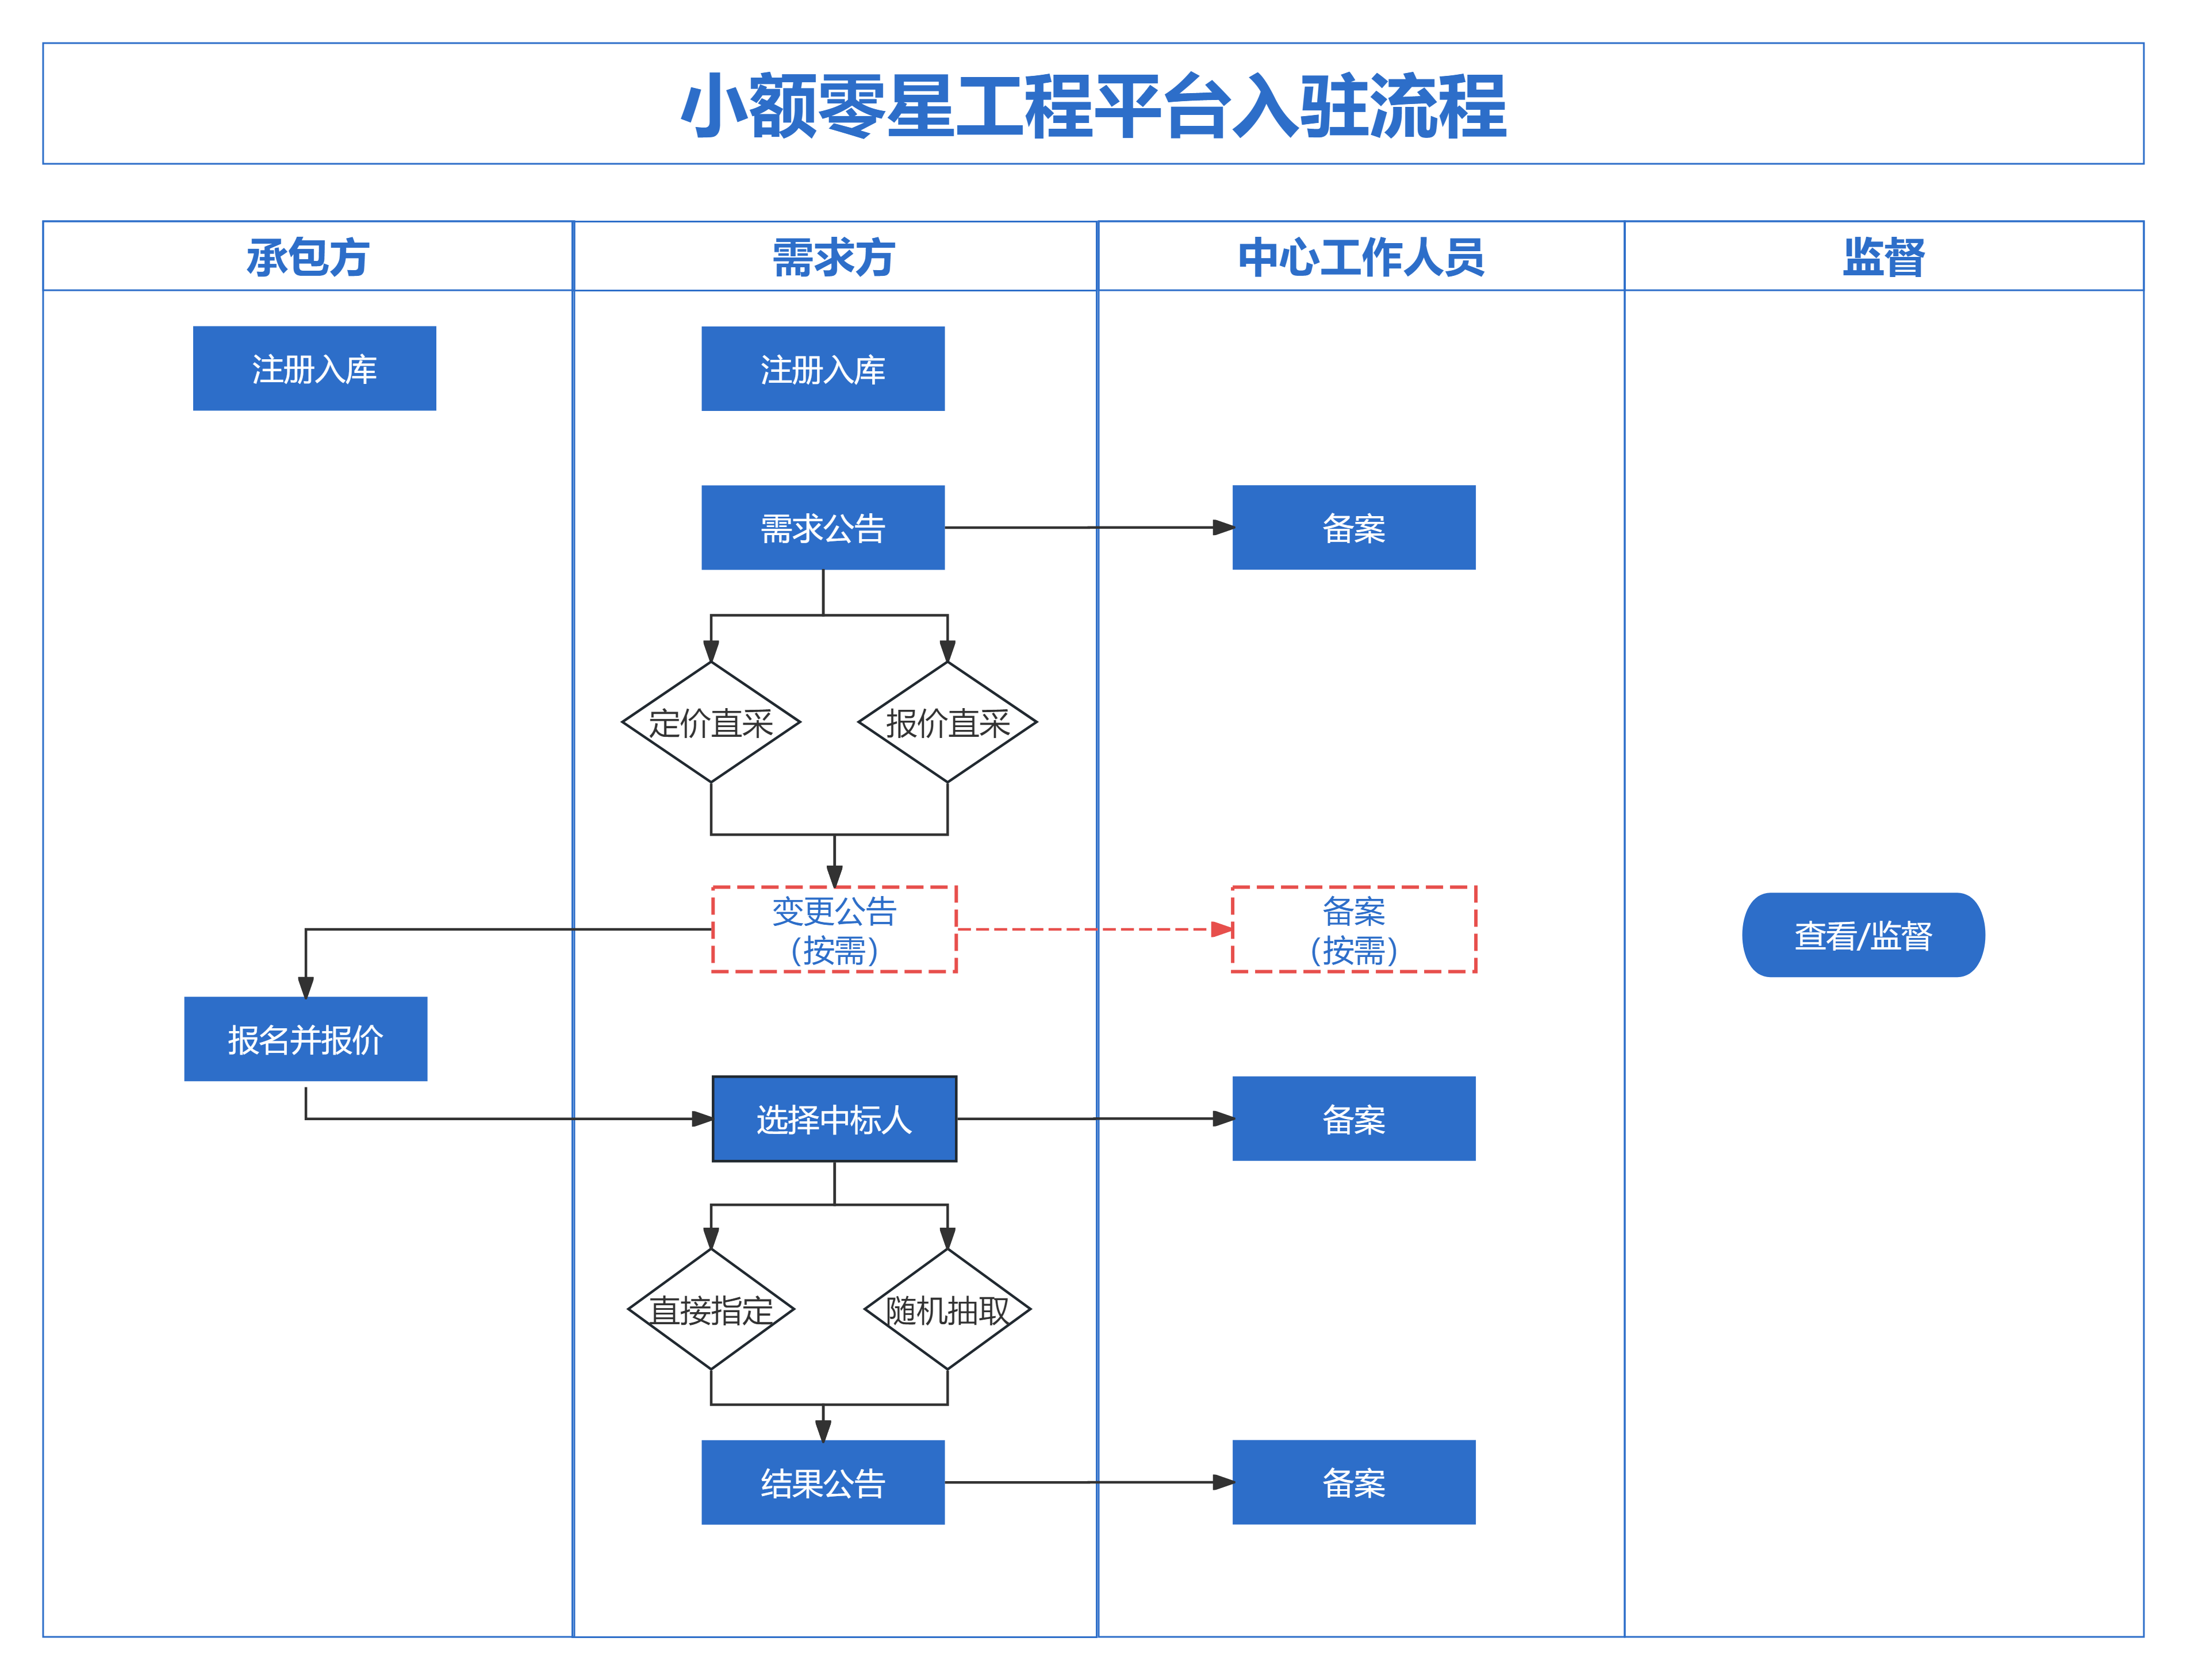 小额零星工程平台入驻流程
承包方
需求方
中心工作人员
监督
注册入库
注册入库
需求公告
备案
定价直采
报价直采
变更公告
(按需)
备案
(按需)
查看/监督
报名并报价
选择中标人
备案
直接指定
随机抽取
结果公告
备案